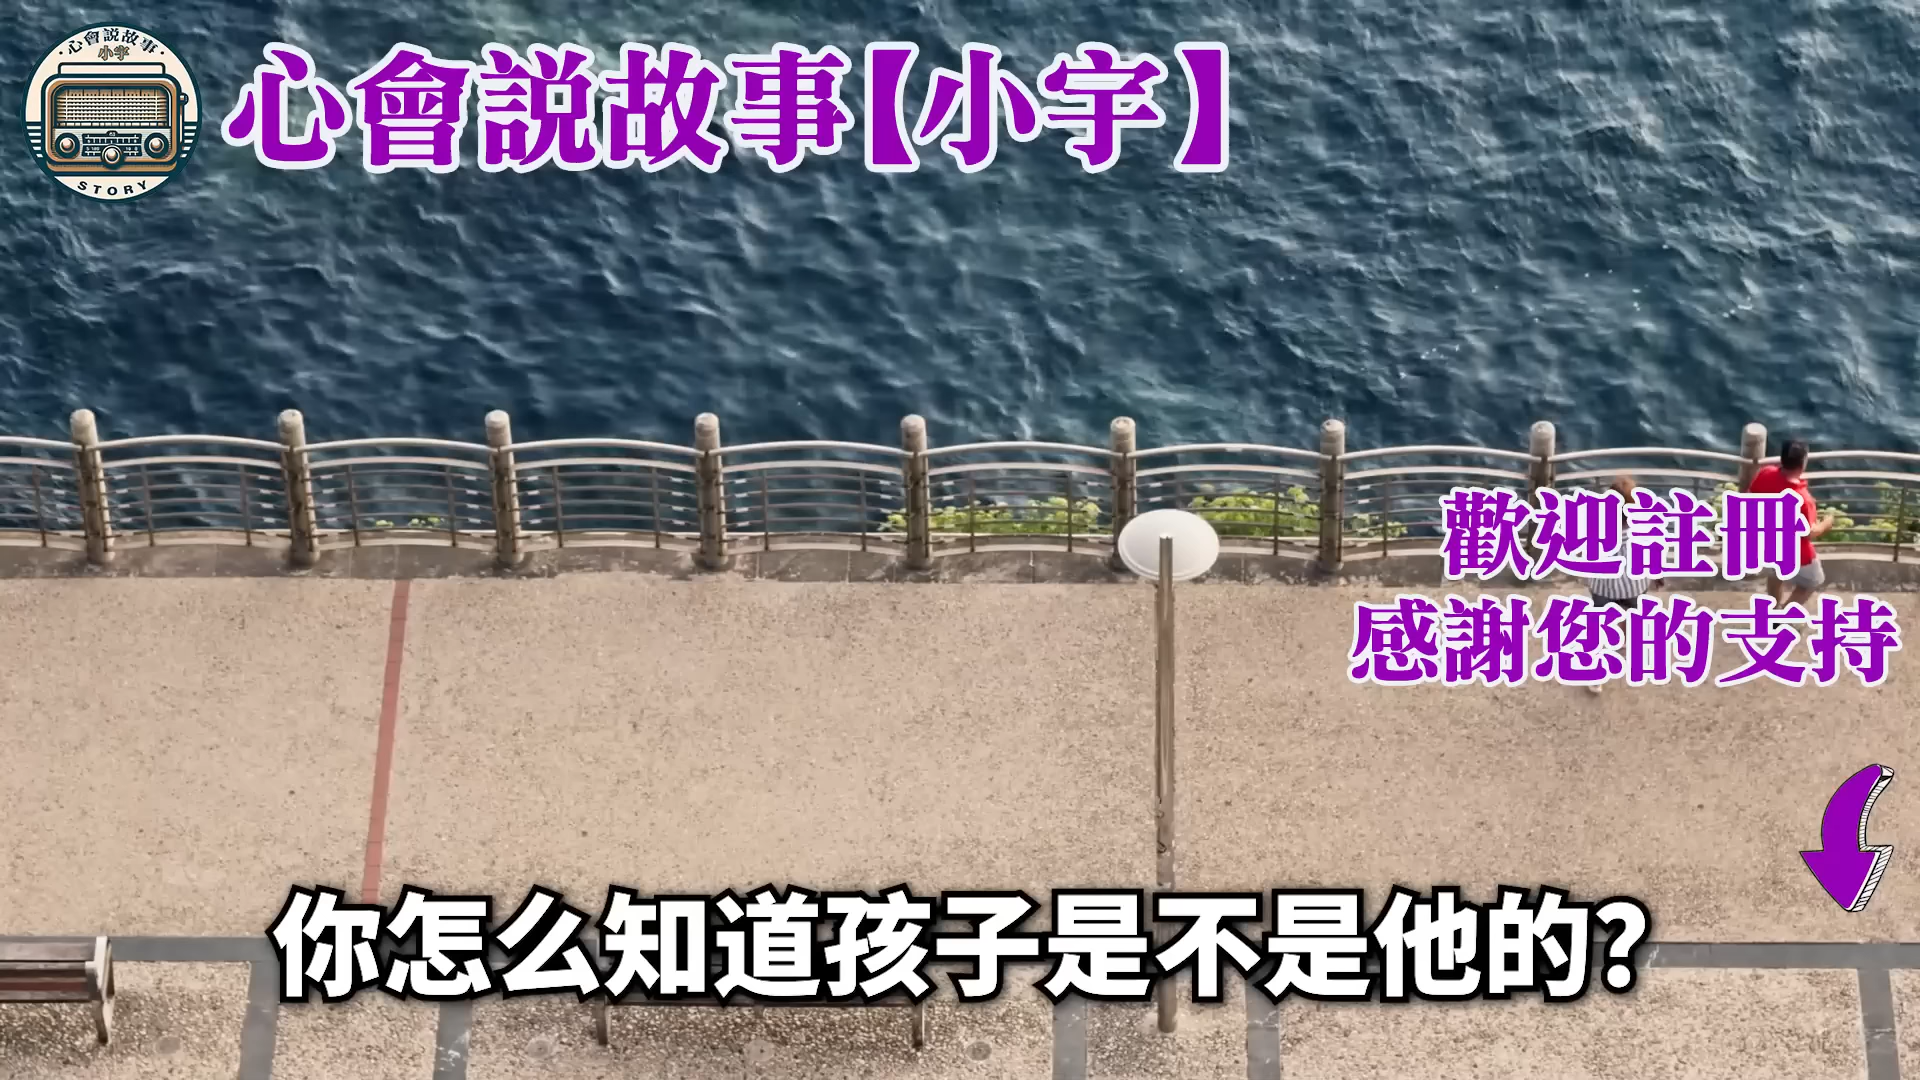 心會説故事
小宇
STORY
心會説故事【小宇】
歡迎註冊
感謝您的支持
你怎么知道孩子是不是他的?